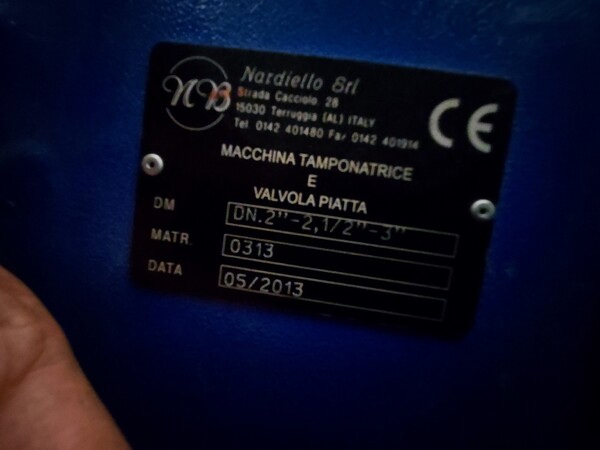 NB
Nardiello Srl
Strada Cacciolo 28
15030 Terruggia (AL) ITALY
Tel 0142 401480 Fax 0142 401914
CE
MACCHINA TAMPONATRICE
E
VALVOLA PIATTA
DM DN.2"-2,1/2"-3"
MATR. 0313
DATA 05/2013